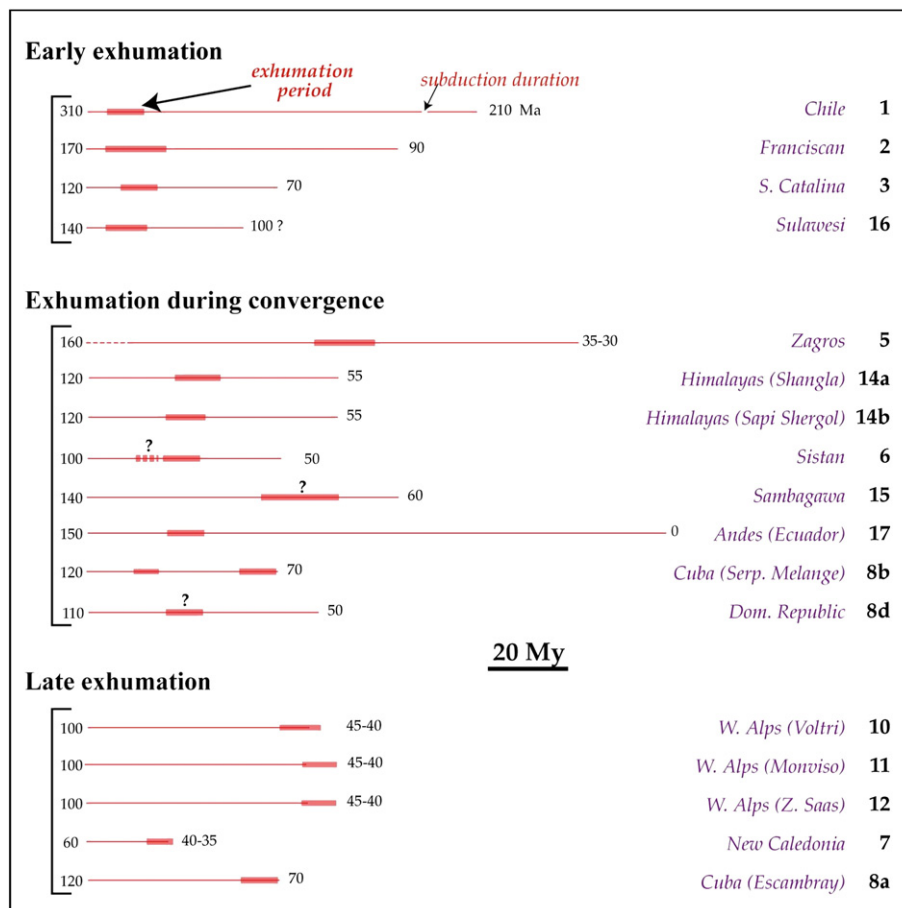 Early exhumation
exhumation period
subduction duration
310 210 Ma Chile 1
170 90 Franciscan 2
120 70 S. Catalina 3
140 100 ? Sulawesi 16
Exhumation during convergence
160 35-30 Zagros 5
120 55 Himalayas (Shangla) 14a
120 55 Himalayas (Sapi Shergol) 14b
?
100 50 Sistan 6
?
140 60 Sambagawa 15
150 0 Andes (Ecuador) 17
120 70 Cuba (Serp. Melange) 8b
?
110 50 Dom. Republic 8d
20 My
Late exhumation
100 45-40 W. Alps (Voltri) 10
100 45-40 W. Alps (Monviso) 11
100 45-40 W. Alps (Z. Saas) 12
60 40-35 New Caledonia 7
120 70 Cuba (Escambray) 8a